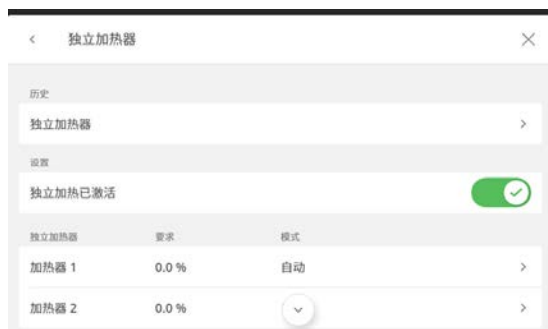 独立加热器
历史
独立加热器
设置
独立加热已激活
独立加热器 要求 模式
加热器 1 0.0 % 自动
加热器 2 0.0 %